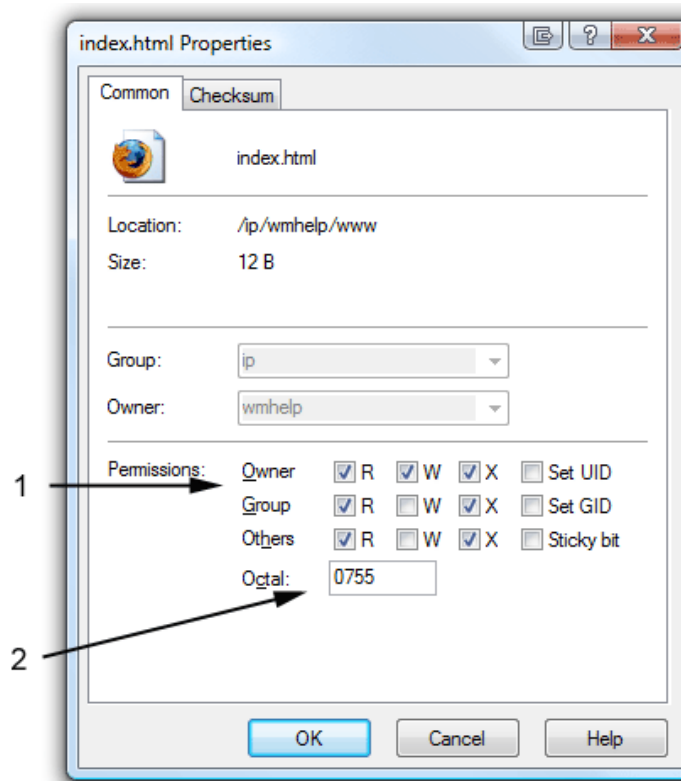 index.html Properties
Common Checksum
index.html
Location: /ip/wmhelp/www
Size: 12 B
Group: ip
Owner: wmhelp
Permissions: Owner R W X Set UID
1
Group R W X Set GID
Others R W X Sticky bit
Octal: 0755
2
OK Cancel Help